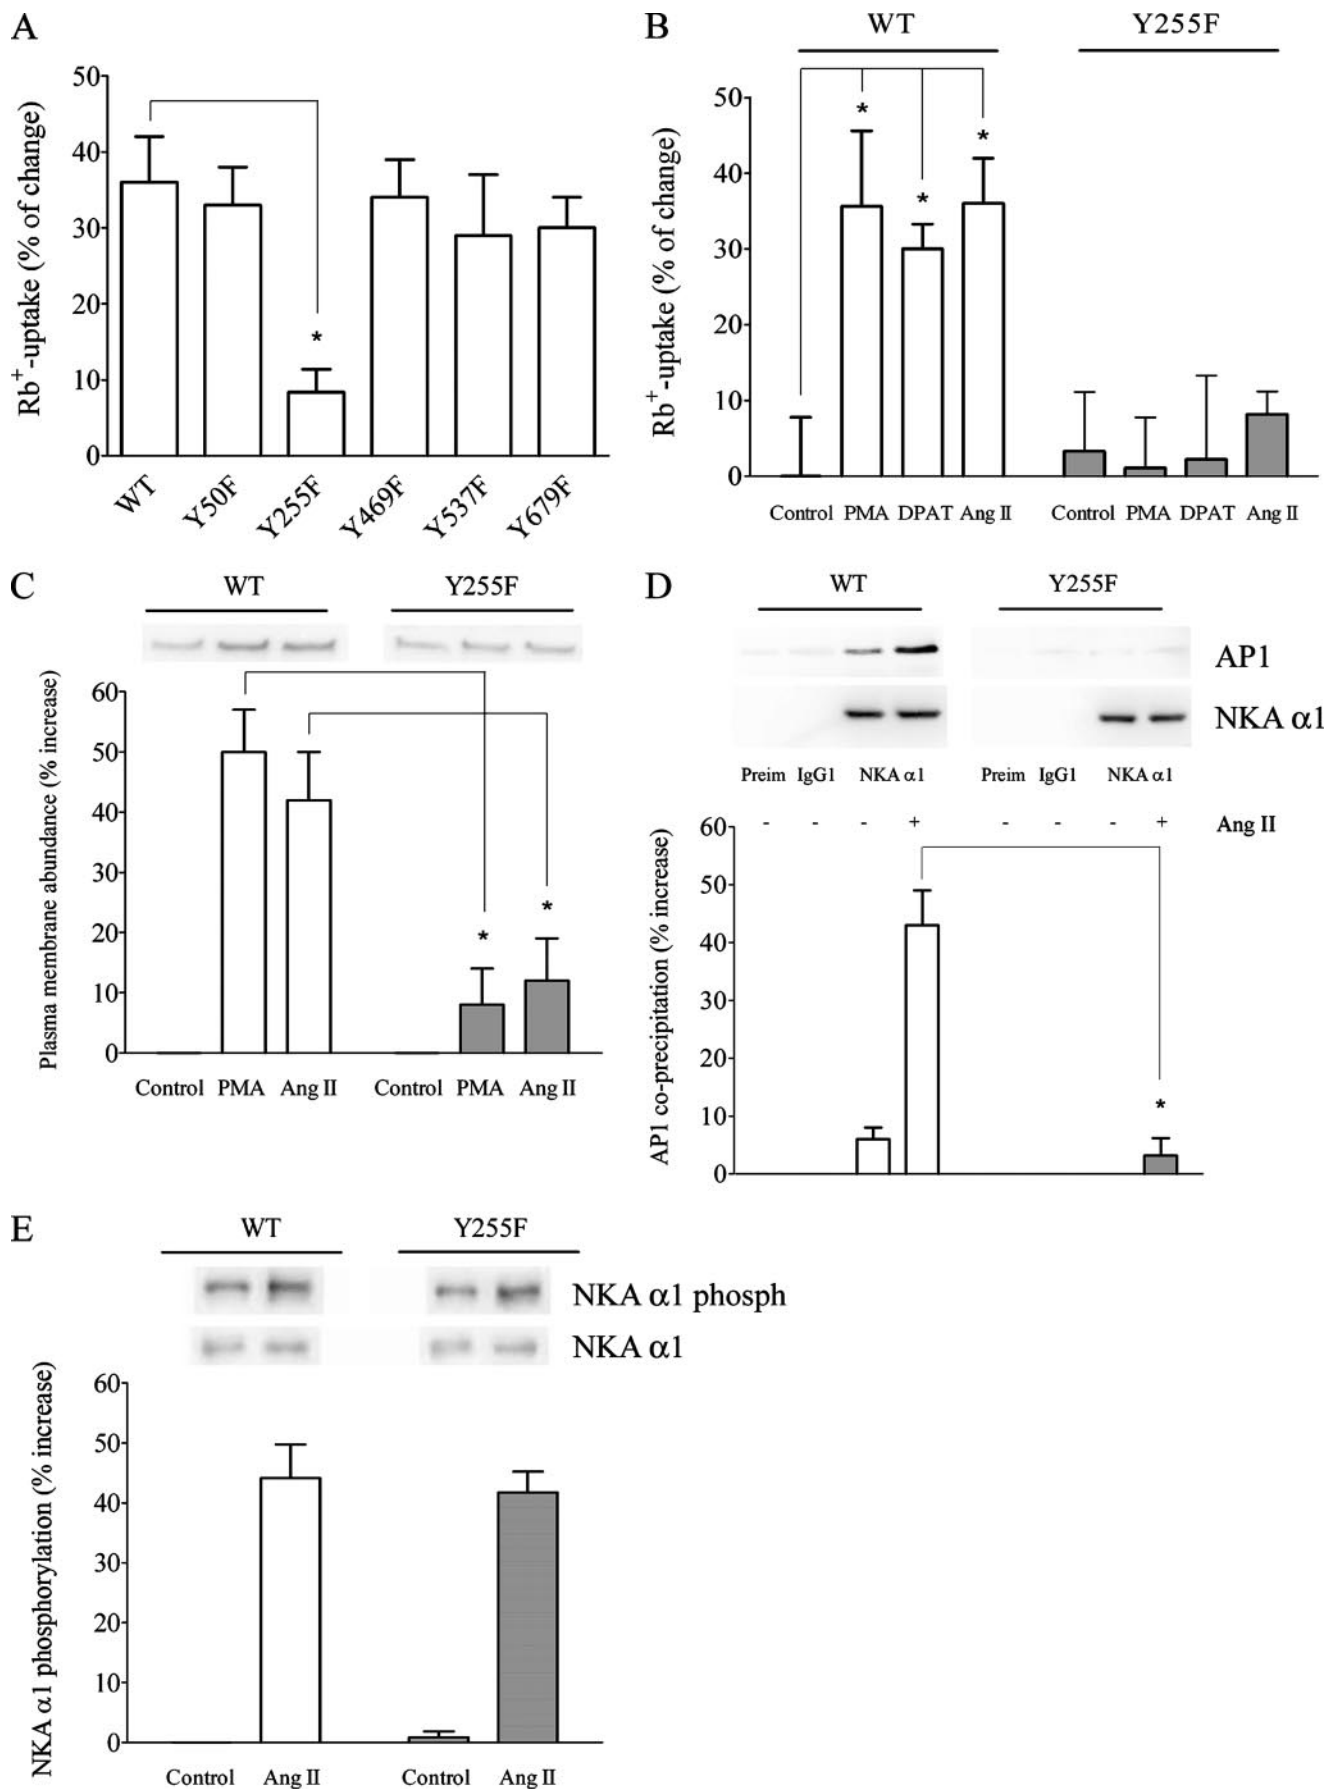 A
Rb+-uptake (% of change)
50
40
30
20
10
0
*
WT
Y50F
Y255F
Y469F
Y537F
Y679F
B
WT
Y255F
Rb+-uptake (% of change)
50
40
30
20
10
0
*
*
*
Control PMA DPAT Ang II
Control PMA DPAT Ang II
C
WT
Y255F
Plasma membrane abundance (% increase)
60
50
40
30
20
10
0
*
*
Control PMA Ang II
Control PMA Ang II
D
WT
Y255F
AP1
NKA α1
Preim IgG1 NKA α1
Preim IgG1 NKA α1
- - - +
- - - +
Ang II
AP1 co-precipitation (% increase)
60
50
40
30
20
10
0
*
E
WT
Y255F
NKA α1 phosph
NKA α1
NKA α1 phosphorylation (% increase)
60
50
40
30
20
10
0
Control Ang II
Control Ang II